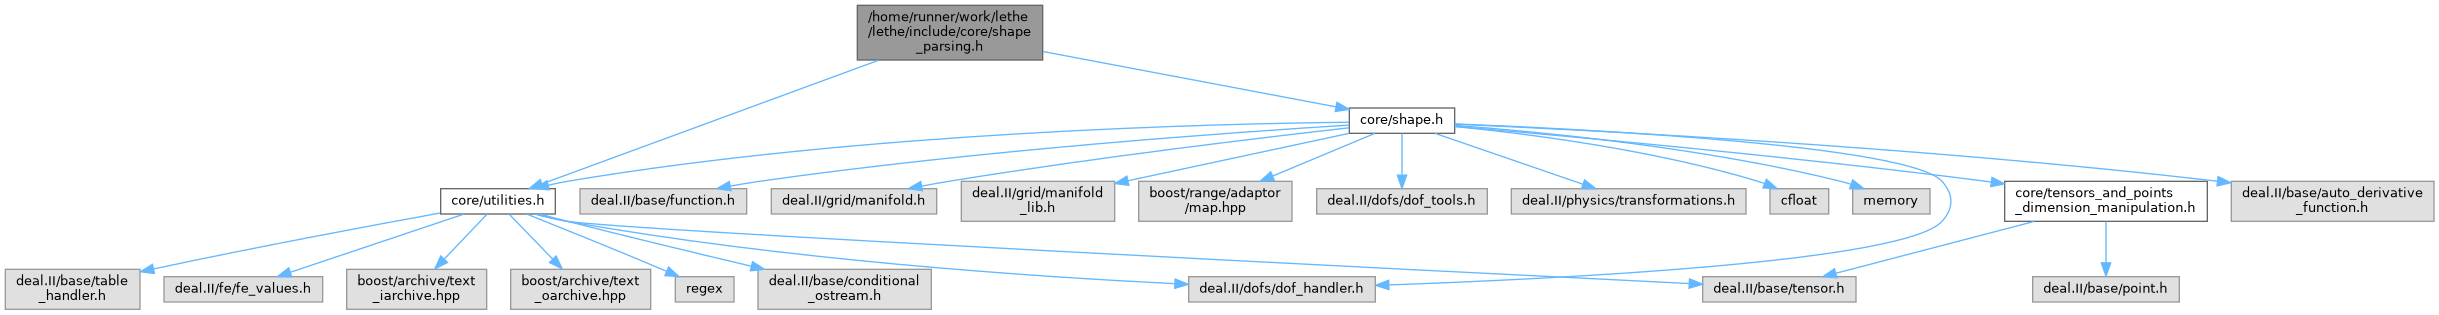 /home/runner/work/lethe
/lethe/include/core/shape
_parsing.h
core/shape.h
core/utilities.h
deal.II/base/function.h
deal.II/grid/manifold.h
deal.II/grid/manifold
_lib.h
boost/range/adaptor
/map.hpp
deal.II/dofs/dof_tools.h
deal.II/physics/transformations.h
cfloat
memory
core/tensors_and_points
_dimension_manipulation.h
deal.II/base/auto_derivative
_function.h
deal.II/base/table
_handler.h
deal.II/fe/fe_values.h
boost/archive/text
_iarchive.hpp
boost/archive/text
_oarchive.hpp
regex
deal.II/base/conditional
_ostream.h
deal.II/dofs/dof_handler.h
deal.II/base/tensor.h
deal.II/base/point.h